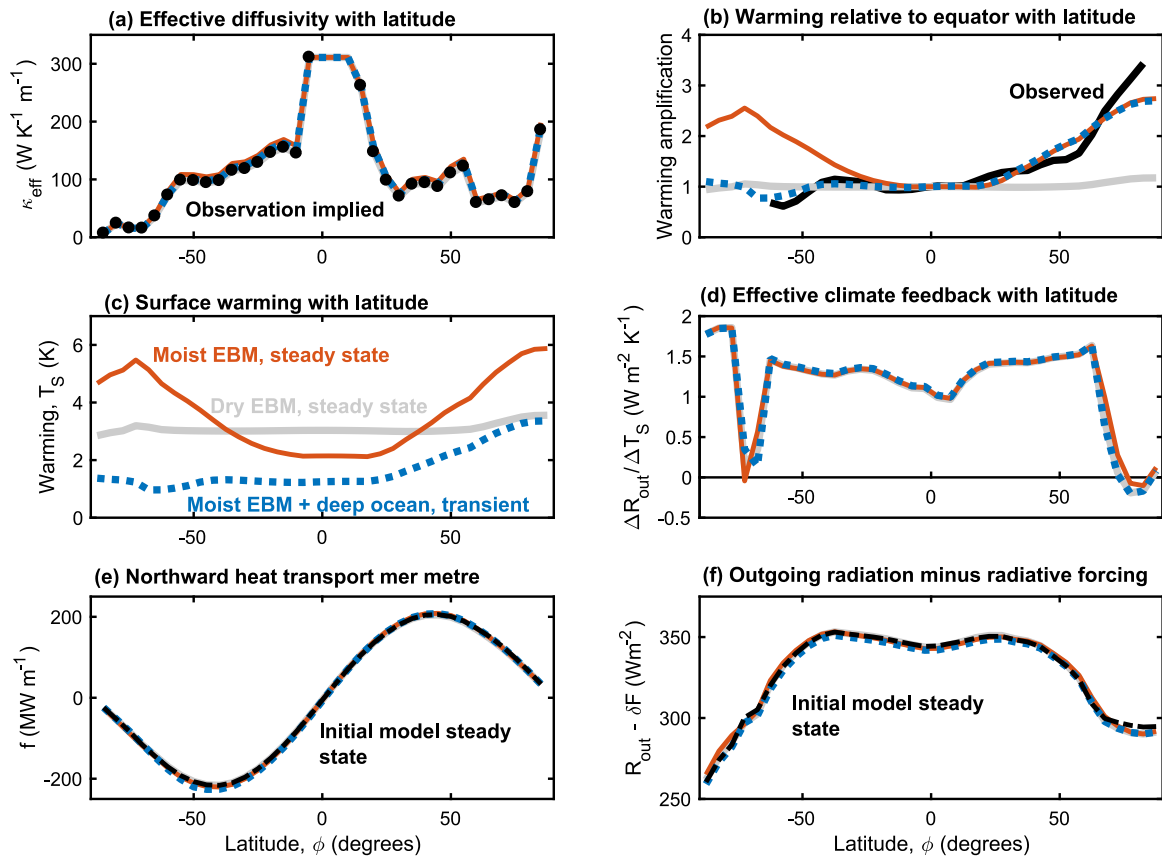 (a) Effective diffusivity with latitude
κeff (W K-1 m-1)
300
200
100
0
Observation implied
-50
0
50
(b) Warming relative to equator with latitude
Warming amplification
4
3
2
1
0
Observed
-50
0
50
(c) Surface warming with latitude
Warming, TS (K)
8
6
4
2
0
Moist EBM, steady state
Dry EBM, steady state
Moist EBM + deep ocean, transient
-50
0
50
(d) Effective climate feedback with latitude
ΔRout/ΔTS (W m-2 K-1)
2
1.5
1
0.5
0
-0.5
-50
0
50
(e) Northward heat transport mer metre
f (MW m-1)
200
0
-200
Initial model steady
state
-50
0
50
Latitude, ϕ (degrees)
(f) Outgoing radiation minus radiative forcing
Rout - δF (Wm-2)
350
300
250
Initial model steady
state
-50
0
50
Latitude, ϕ (degrees)